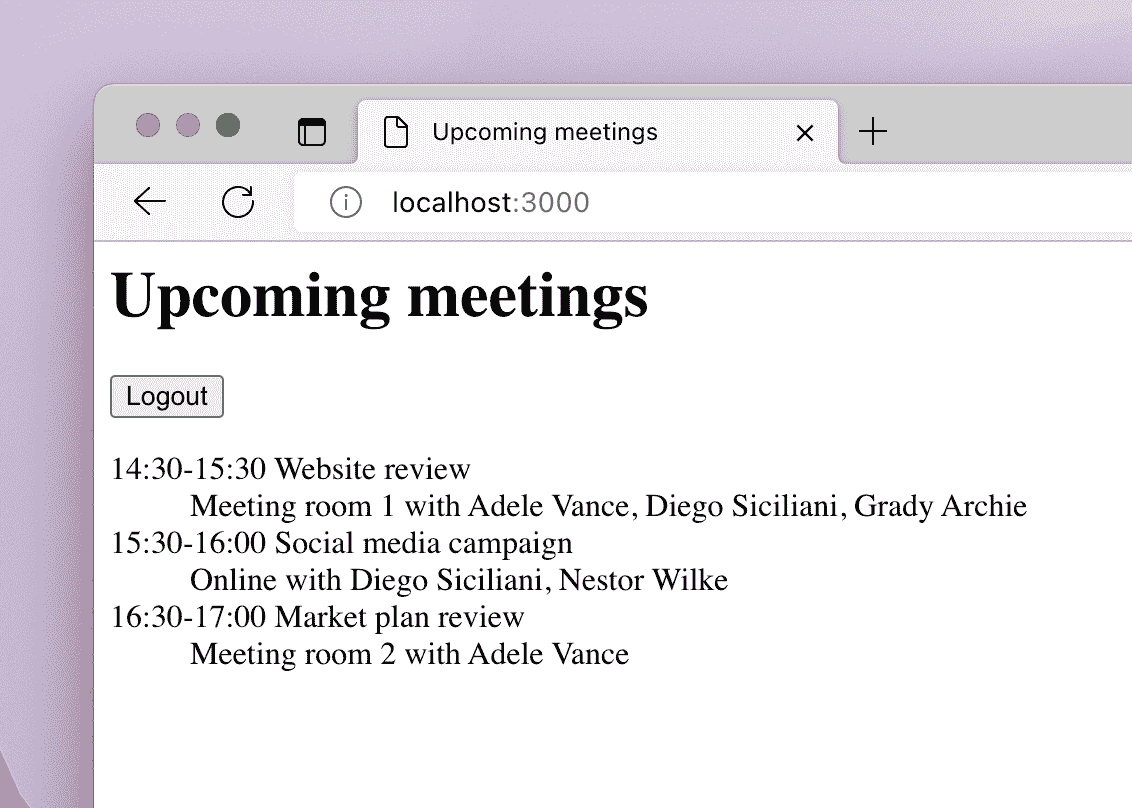 Upcoming meetings
localhost:3000
Upcoming meetings
Logout
14:30-15:30 Website review
Meeting room 1 with Adele Vance, Diego Siciliani, Grady Archie
15:30-16:00 Social media campaign
Online with Diego Siciliani, Nestor Wilke
16:30-17:00 Market plan review
Meeting room 2 with Adele Vance